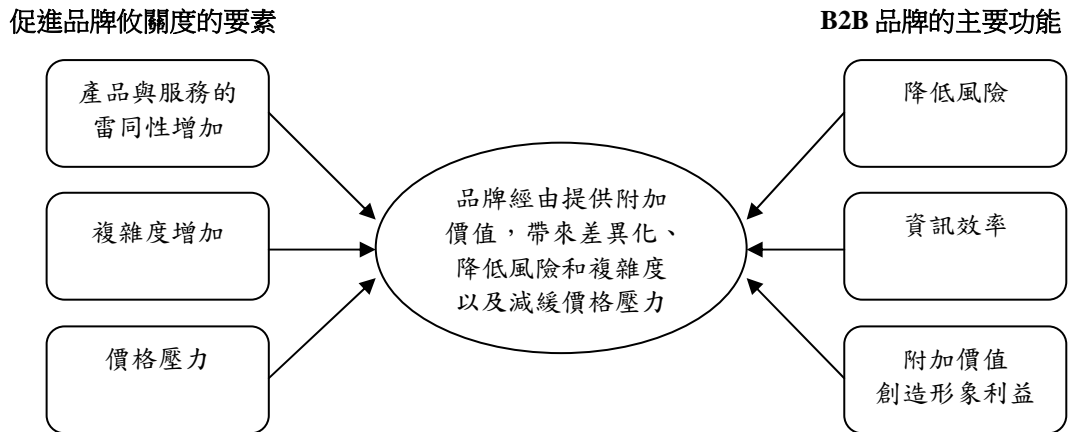 促進品牌攸關度的要素
B2B 品牌的主要功能
產品與服務的
雷同性增加
複雜度增加
價格壓力
品牌經由提供附加
價值，帶來差異化、
降低風險和複雜度
以及減緩價格壓力
降低風險
資訊效率
附加價值
創造形象利益